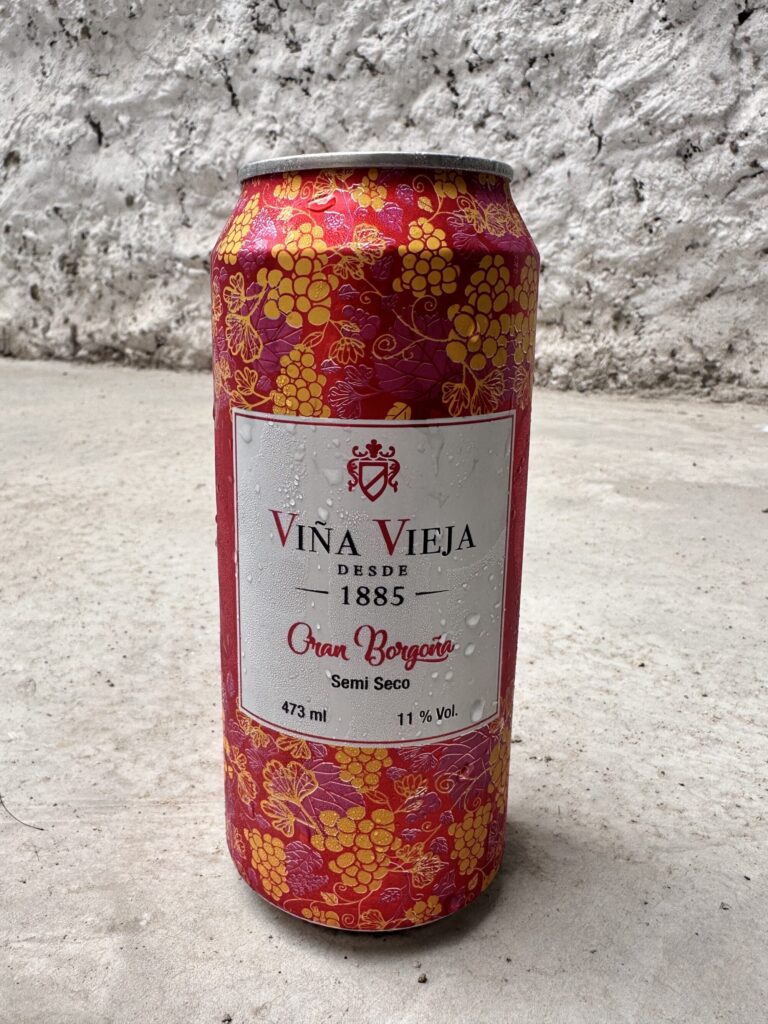 VIÑA VIEJA
DESDE
1885
Gran Borgoña
Semi Seco
473 ml 11 % Vol.